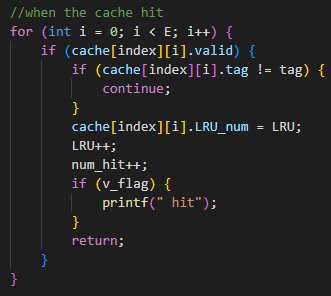 //when the cache hit
for (int i = 0; i < E; i++) {
    if (cache[index][i].valid) {
        if (cache[index][i].tag != tag) {
            continue;
        }
        cache[index][i].LRU_num = LRU;
        LRU++;
        num_hit++;
        if (v_flag) {
            printf(" hit");
        }
        return;
    }
}